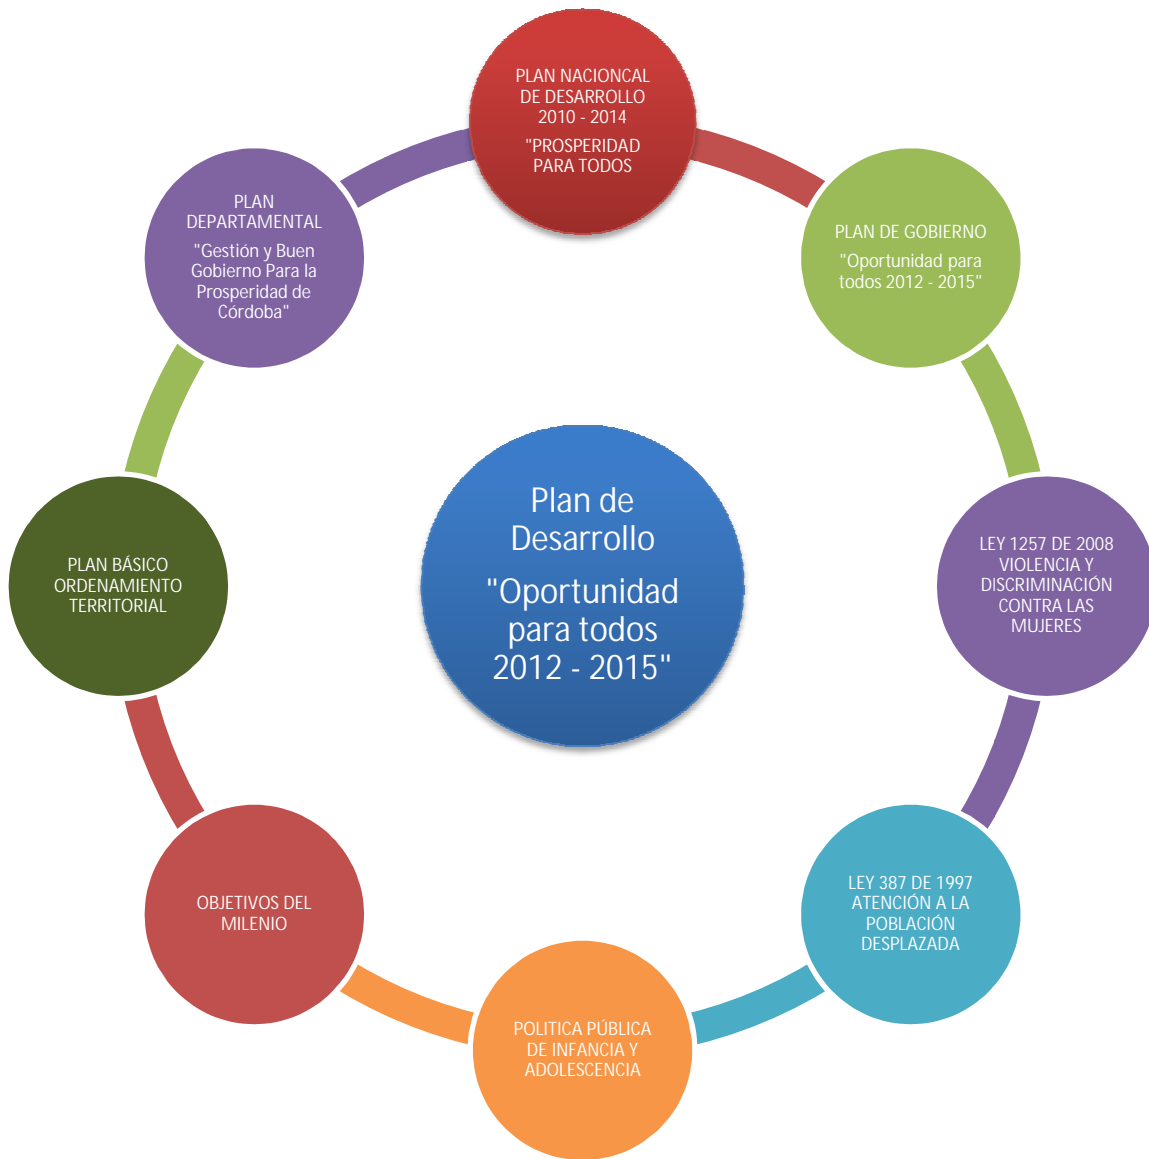 PLAN NACIONCAL
DE DESARROLLO
2010 - 2014
"PROSPERIDAD
PARA TODOS
PLAN DE GOBIERNO
"Oportunidad para
todos 2012 - 2015"
LEY 1257 DE 2008
VIOLENCIA Y
DISCRIMINACIÓN
CONTRA LAS
MUJERES
LEY 387 DE 1997
ATENCIÓN A LA
POBLACIÓN
DESPLAZADA
POLITICA PÚBLICA
DE INFANCIA Y
ADOLESCENCIA
OBJETIVOS DEL
MILENIO
PLAN BÁSICO
ORDENAMIENTO
TERRITORIAL
PLAN
DEPARTAMENTAL
"Gestión y Buen
Gobierno Para la
Prosperidad de
Córdoba"
Plan de
Desarrollo
"Oportunidad
para todos
2012 - 2015"